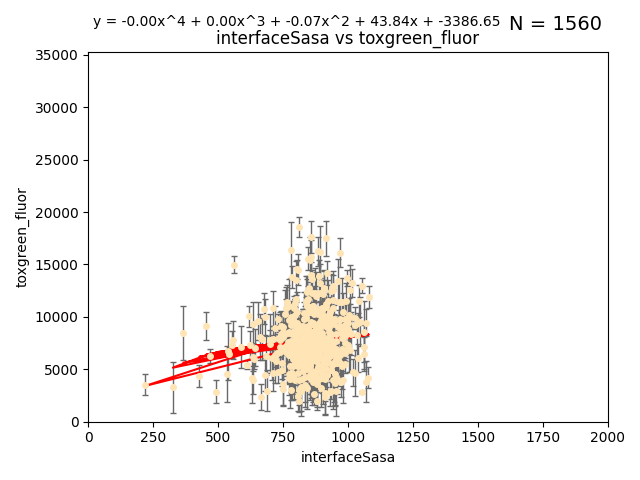 y = -0.00x^4 + 0.00x^3 + -0.07x^2 + 43.84x + -3386.65 N = 1560
interfaceSasa vs toxgreen_fluor
35000
30000
25000
20000
15000
10000
5000
0
toxgreen_fluor
0 250 500 750 1000 1250 1500 1750 2000
interfaceSasa